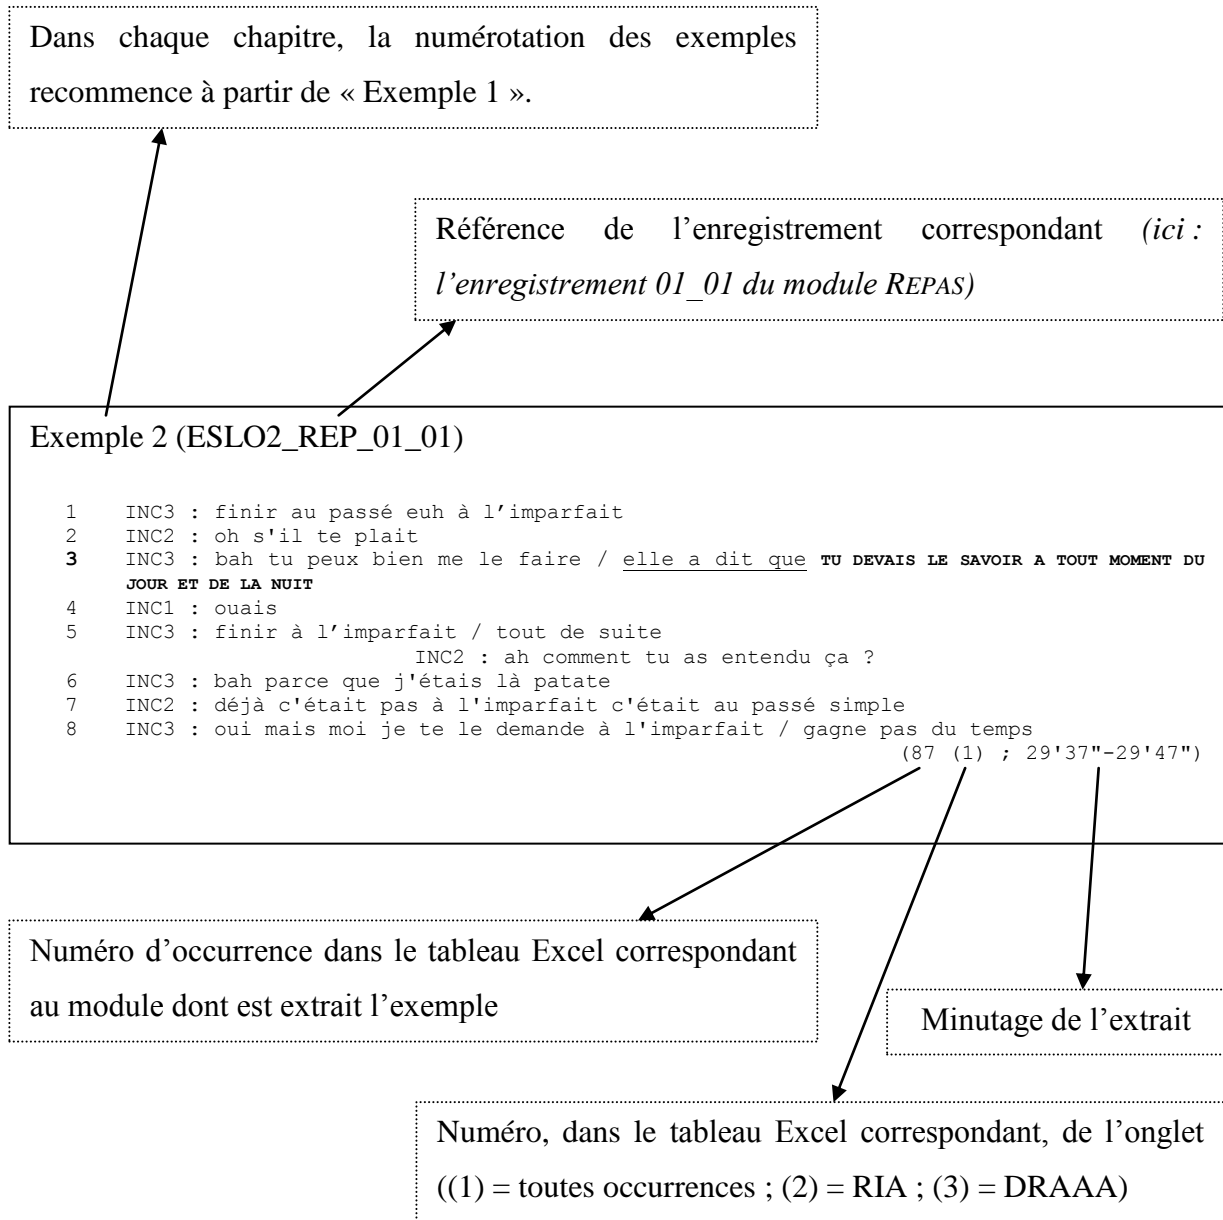 Dans chaque chapitre, la numérotation des exemples
recommence à partir de « Exemple 1 ».
Référence de l’enregistrement correspondant (ici :
l’enregistrement 01_01 du module REPAS)
Exemple 2 (ESLO2_REP_01_01)
1 INC3 : finir au passé euh à l’imparfait
2 INC2 : oh s'il te plait
3 INC3 : bah tu peux bien me le faire / elle a dit que TU DEVAIS LE SAVOIR A TOUT MOMENT DU
JOUR ET DE LA NUIT
4 INC1 : ouais
5 INC3 : finir à l’imparfait / tout de suite
INC2 : ah comment tu as entendu ça ?
6 INC3 : bah parce que j'étais là patate
7 INC2 : déjà c'était pas à l'imparfait c'était au passé simple
8 INC3 : oui mais moi je te le demande à l'imparfait / gagne pas du temps
(87 (1) ; 29'37"-29'47")
Numéro d’occurrence dans le tableau Excel correspondant
au module dont est extrait l’exemple
Minutage de l’extrait
Numéro, dans le tableau Excel correspondant, de l’onglet
((1) = toutes occurrences ; (2) = RIA ; (3) = DRAAA)